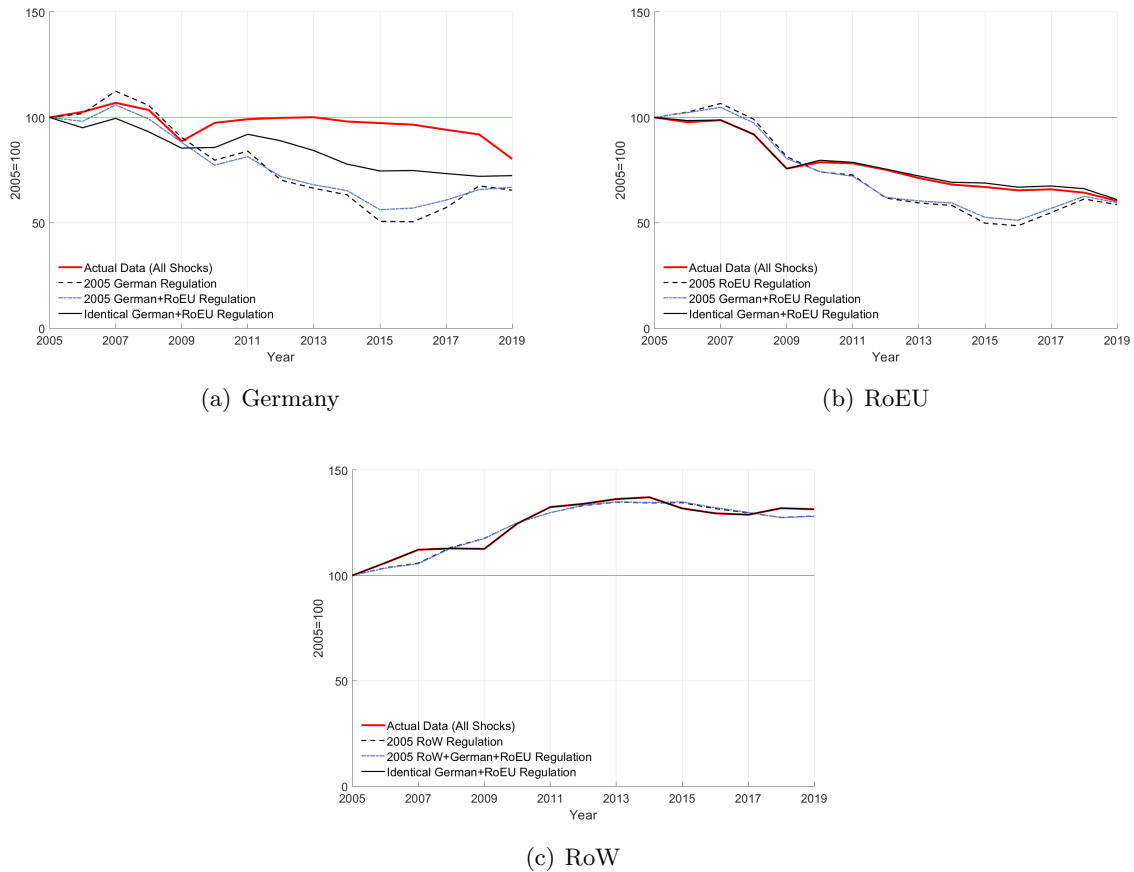 150
100
50
0
2005=100
Actual Data (All Shocks)
2005 German Regulation
2005 German+RoEU Regulation
Identical German+RoEU Regulation
2005 2007 2009 2011 2013 2015 2017 2019
Year
(a) Germany
150
100
50
0
2005=100
Actual Data (All Shocks)
2005 RoEU Regulation
2005 German+RoEU Regulation
Identical German+RoEU Regulation
2005 2007 2009 2011 2013 2015 2017 2019
Year
(b) RoEU
150
100
50
0
2005=100
Actual Data (All Shocks)
2005 RoW Regulation
2005 RoW+German+RoEU Regulation
Identical German+RoEU Regulation
2005 2007 2009 2011 2013 2015 2017 2019
Year
(c) RoW